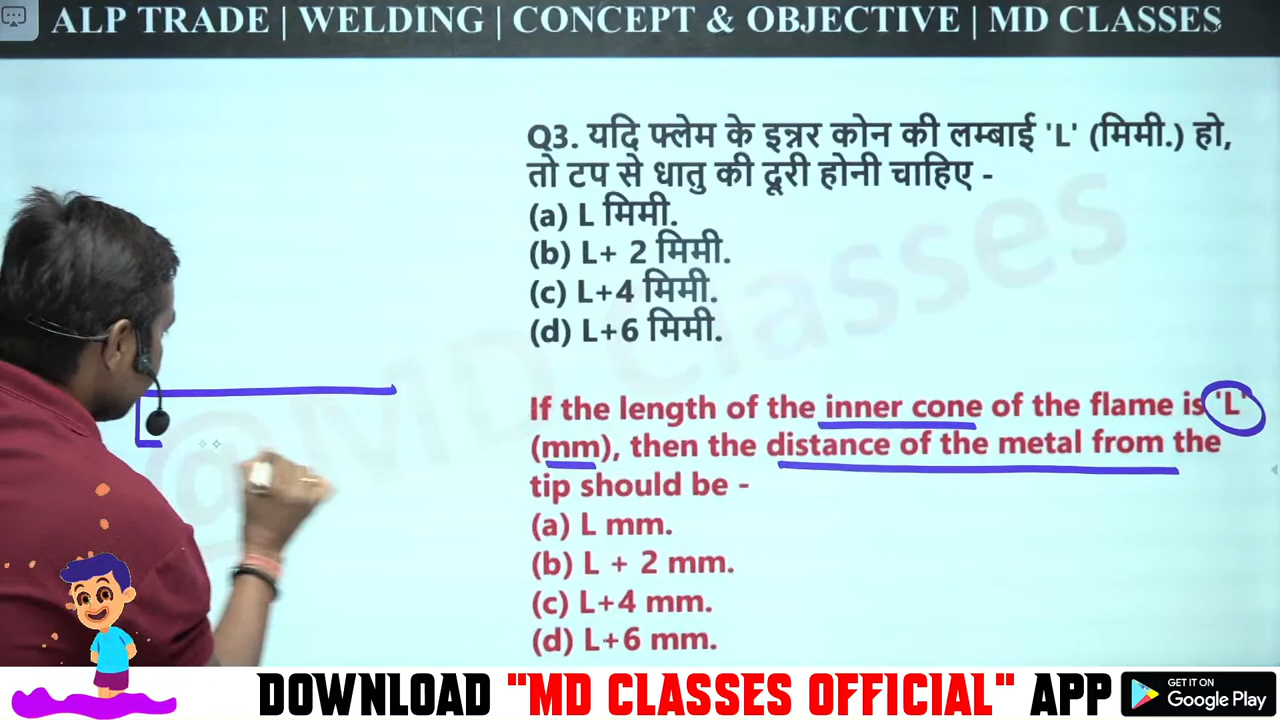 ALP TRADE | WELDING | CONCEPT & OBJECTIVE | MD CLASSES
Q3. यदि फ्लेम के इन्नर कोन की लम्बाई 'L' (मिमी.) हो,
तो टप से धातु की दूरी होनी चाहिए -
(a) L मिमी.
(b) L+ 2 मिमी.
(c) L+4 मिमी.
(d) L+6 मिमी.
@MD Classes
If the length of the inner cone of the flame is 'L'
(mm), then the distance of the metal from the
tip should be -
(a) L mm.
(b) L + 2 mm.
(c) L+4 mm.
(d) L+6 mm.
DOWNLOAD "MD CLASSES OFFICIAL" APP
GET IT ON
Google Play